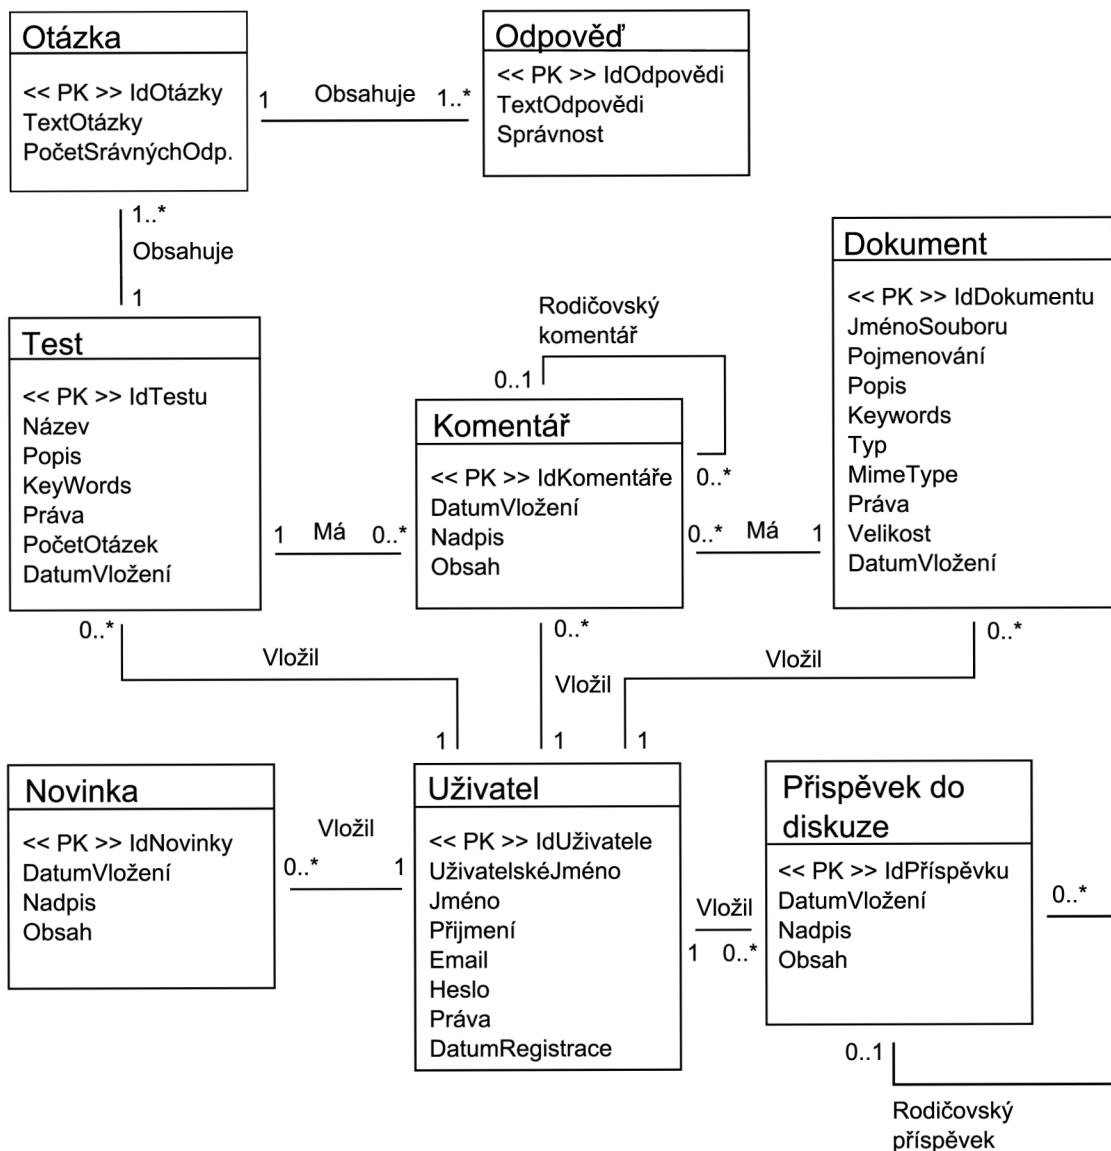 Otázka
<< PK >> IdOtázky
TextOtázky
PočetSrávnýchOdp.
1
Obsahuje
1..*
Odpověď
<< PK >> IdOdpovědi
TextOdpovědi
Správnost
1..*
Obsahuje
1
Test
<< PK >> IdTestu
Název
Popis
KeyWords
Práva
PočetOtázek
DatumVložení
1
Má
0..*
Rodičovský
komentář
0..1
Komentář
<< PK >> IdKomentáře
DatumVložení
Nadpis
Obsah
0..*
0..*
Má
1
Dokument
<< PK >> IdDokumentu
JménoSouboru
Pojmenování
Popis
Keywords
Typ
MimeType
Práva
Velikost
DatumVložení
0..*
Vložil
1
0..*
Vložil
1
0..*
Vložil
1
Novinka
<< PK >> IdNovinky
DatumVložení
Nadpis
Obsah
Vložil
0..*
1
Uživatel
<< PK >> IdUživatele
UživatelskéJméno
Jméno
Přijmení
Email
Heslo
Práva
DatumRegistrace
Vložil
1
0..*
Přispěvek do
diskuze
<< PK >> IdPříspěvku
DatumVložení
Nadpis
Obsah
0..*
0..1
Rodičovský
příspěvek